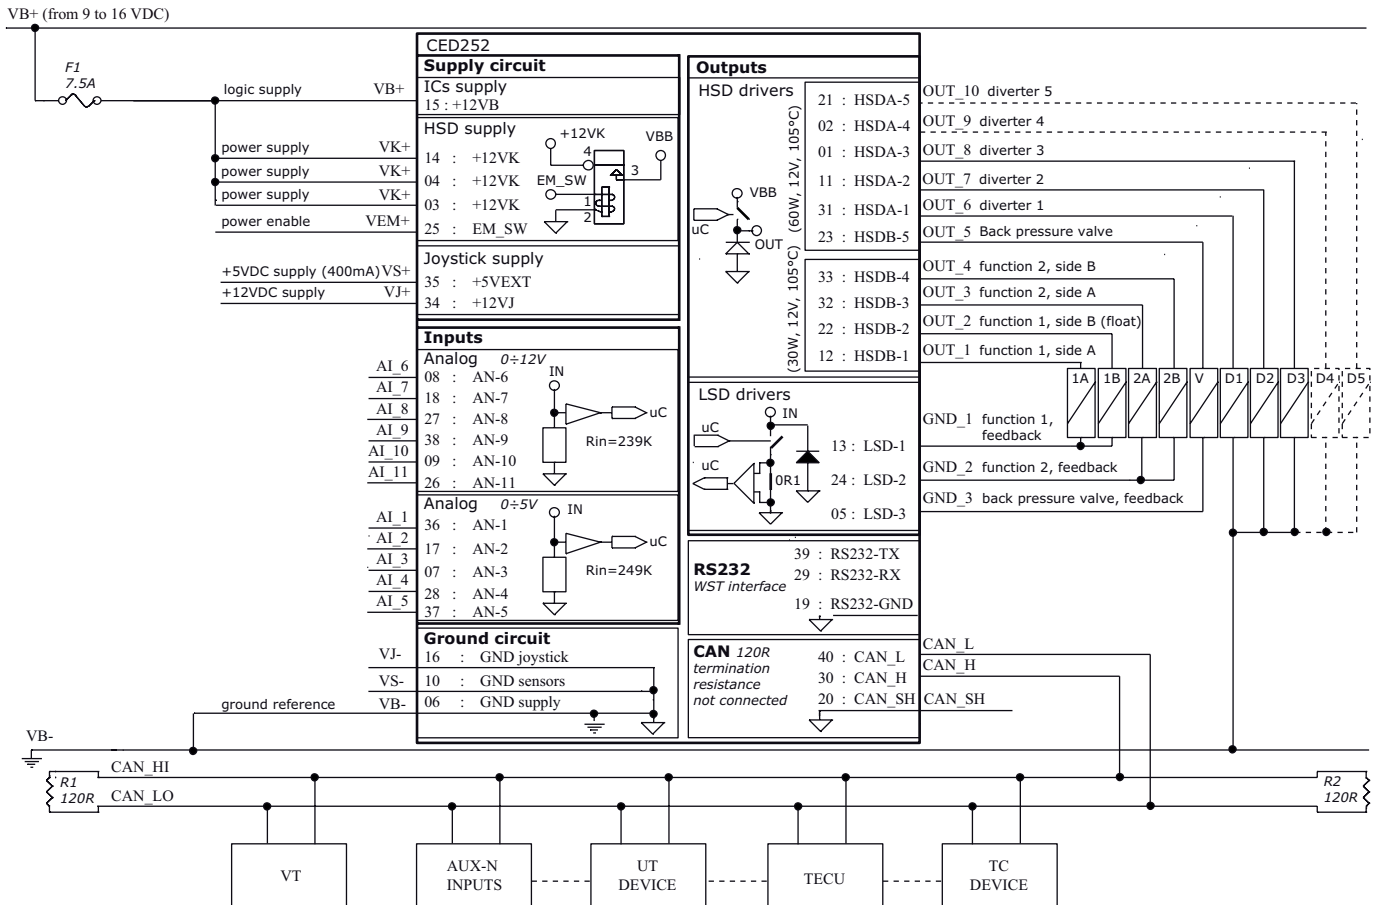 VB+ (from 9 to 16 VDC)
F1
7.5A
logic supply VB+
power supply VK+
power supply VK+
power supply VK+
power enable VEM+
+5VDC supply (400mA) VS+
+12VDC supply VJ+
AI_6
AI_7
AI_8
AI_9
AI_10
AI_11
AI_1
AI_2
AI_3
AI_4
AI_5
VJ-
VS-
ground reference VB-
CED252
Supply circuit
ICs supply
15 : +12VB
HSD supply
14 : +12VK
04 : +12VK
03 : +12VK
25 : EM_SW
+12VK
VBB
4
3
EM_SW
1
2
Joystick supply
35 : +5VEXT
34 : +12VJ
Inputs
Analog 0÷12V
08 : AN-6
18 : AN-7
27 : AN-8
38 : AN-9
09 : AN-10
26 : AN-11
IN
uC
Rin=239K
Analog 0÷5V
36 : AN-1
17 : AN-2
07 : AN-3
28 : AN-4
37 : AN-5
IN
uC
Rin=249K
Ground circuit
16 : GND joystick
10 : GND sensors
06 : GND supply
Outputs
HSD drivers
VBB
uC
OUT
(60W, 12V, 105°C)
21 : HSDA-5
02 : HSDA-4
01 : HSDA-3
11 : HSDA-2
31 : HSDA-1
23 : HSDB-5
(30W, 12V, 105°C)
33 : HSDB-4
32 : HSDB-3
22 : HSDB-2
12 : HSDB-1
LSD drivers
IN
uC
uC
0R1
13 : LSD-1
24 : LSD-2
05 : LSD-3
RS232
WST interface
39 : RS232-TX
29 : RS232-RX
19 : RS232-GND
CAN 120R
termination
resistance
not connected
40 : CAN_L
30 : CAN_H
20 : CAN_SH
OUT_10 diverter 5
OUT_9 diverter 4
OUT_8 diverter 3
OUT_7 diverter 2
OUT_6 diverter 1
OUT_5 Back pressure valve
OUT_4 function 2, side B
OUT_3 function 2, side A
OUT_2 function 1, side B (float)
OUT_1 function 1, side A
1A 1B 2A 2B V D1 D2 D3 D4 D5
GND_1 function 1,
feedback
GND_2 function 2, feedback
GND_3 back pressure valve, feedback
CAN_L
CAN_H
CAN_SH
VB-
CAN_HI
R1
120R
CAN_LO
R2
120R
VT
AUX-N
INPUTS
UT
DEVICE
TECU
TC
DEVICE